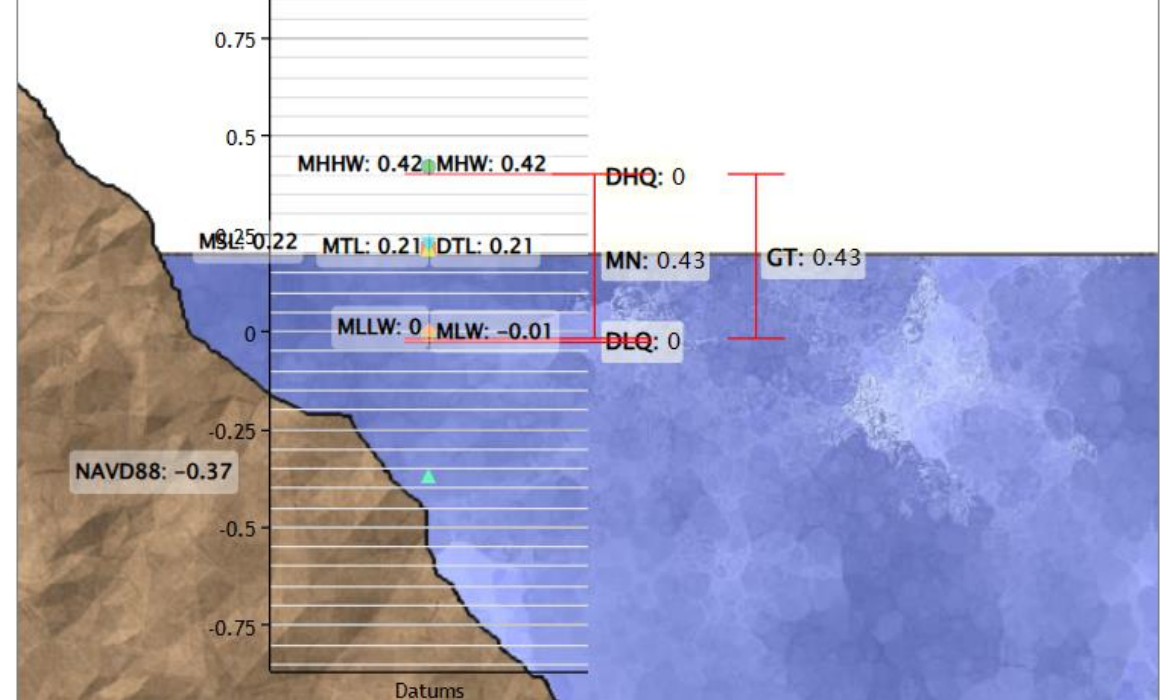 0.75
0.5
MHHW: 0.42 MHW: 0.42
DHQ: 0
0.25
MSL: 0.22 MTL: 0.21 DTL: 0.21
MN: 0.43 GT: 0.43
0
MLLW: 0 MLW: −0.01
DLQ: 0
-0.25
NAVD88: −0.37
-0.5
-0.75
Datums